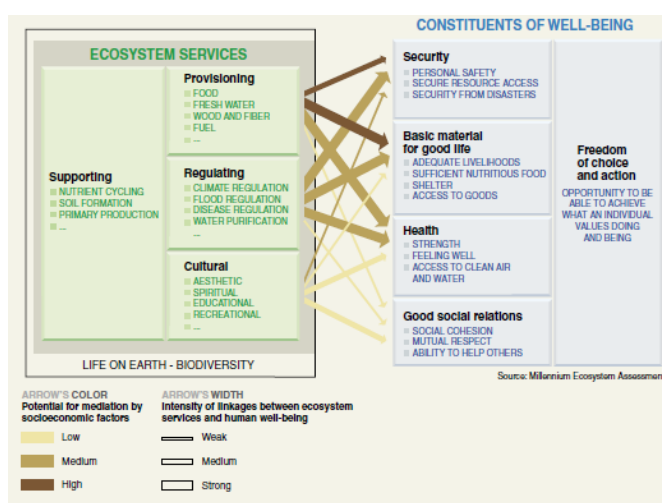 CONSTITUENTS OF WELL-BEING
ECOSYSTEM SERVICES
Supporting
NUTRIENT CYCLING
SOIL FORMATION
PRIMARY PRODUCTION
...
Provisioning
FOOD
FRESH WATER
WOOD AND FIBER
FUEL
...
Regulating
CLIMATE REGULATION
FLOOD REGULATION
DISEASE REGULATION
WATER PURIFICATION
...
Cultural
AESTHETIC
SPIRITUAL
EDUCATIONAL
RECREATIONAL
...
LIFE ON EARTH - BIODIVERSITY
Security
PERSONAL SAFETY
SECURE RESOURCE ACCESS
SECURITY FROM DISASTERS
Basic material
for good life
ADEQUATE LIVELIHOODS
SUFFICIENT NUTRITIOUS FOOD
SHELTER
ACCESS TO GOODS
Health
STRENGTH
FEELING WELL
ACCESS TO CLEAN AIR
AND WATER
Good social relations
SOCIAL COHESION
MUTUAL RESPECT
ABILITY TO HELP OTHERS
Freedom
of choice
and action
OPPORTUNITY TO BE
ABLE TO ACHIEVE
WHAT AN INDIVIDUAL
VALUES DOING
AND BEING
Source: Millennium Ecosystem Assessmen
ARROW'S COLOR
Potential for mediation by
socioeconomic factors
Low
Medium
High
ARROW'S WIDTH
Intensity of linkages between ecosystem
services and human well-being
Weak
Medium
Strong